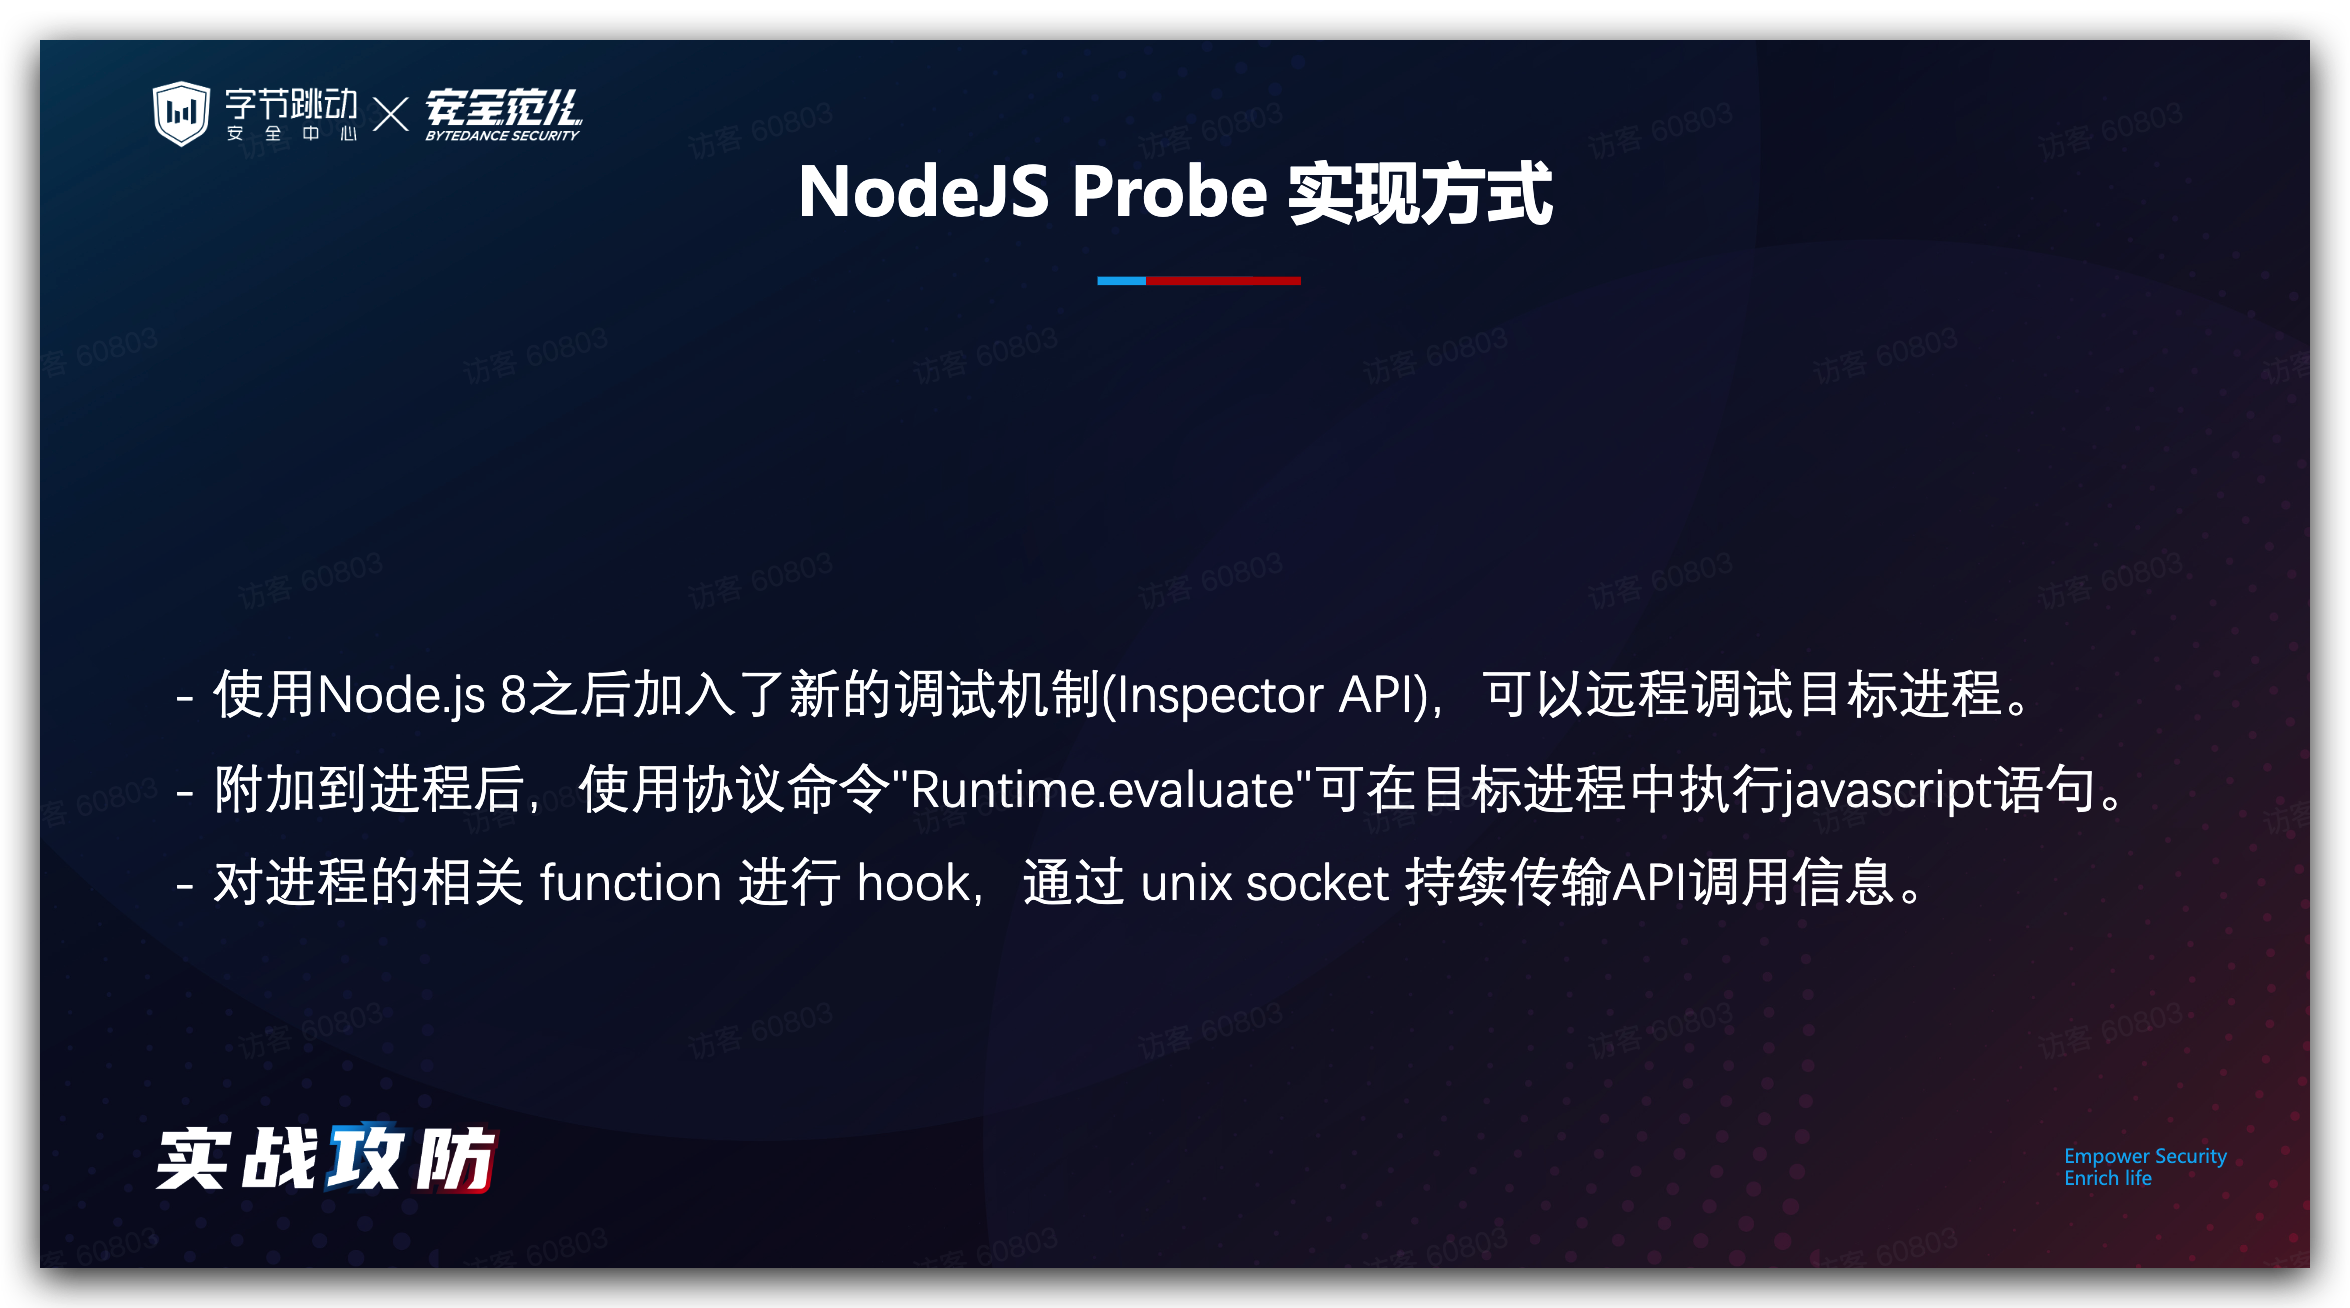 字节跳动
安全中心
安全范儿
BYTEDANCE SECURITY
NodeJS Probe 实现方式
- 使用Node.js 8之后加入了新的调试机制(Inspector API)，可以远程调试目标进程。
- 附加到进程后，使用协议命令"Runtime.evaluate"可在目标进程中执行javascript语句。
- 对进程的相关 function 进行 hook，通过 unix socket 持续传输API调用信息。
实战攻防
Empower Security
Enrich life
访客 60803